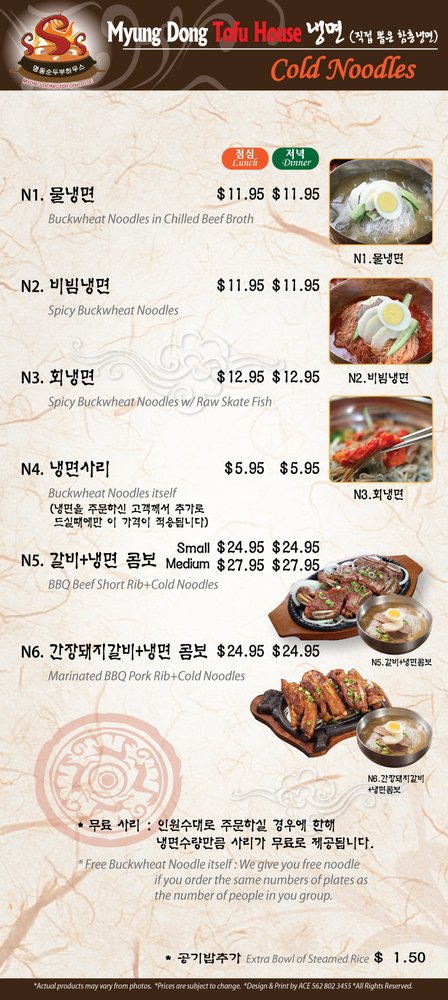 명동순두부하우스
MYUNG DONG TOFU HOUSE
Myung Dong Tofu House 냉면 (직접 뽑은 함흥냉면)
Cold Noodles
점심 저녁
Lunch Dinner
N1. 물냉면 $11.95 $11.95
Buckwheat Noodles in Chilled Beef Broth
N1.물냉면
N2. 비빔냉면 $11.95 $11.95
Spicy Buckwheat Noodles
N2.비빔냉면
N3. 회냉면 $12.95 $12.95
Spicy Buckwheat Noodles w/ Raw Skate Fish
N3.회냉면
N4. 냉면사리 $5.95 $5.95
Buckwheat Noodles itself
(냉면을 주문하신 고객께서 추가로
드실때에만 이 가격이 적용됩니다)
N5. 갈비+냉면 콤보 Small $24.95 $24.95
Medium $27.95 $27.95
BBQ Beef Short Rib+Cold Noodles
N5.갈비+냉면콤보
N6. 간장돼지갈비+냉면 콤보 $24.95 $24.95
Marinated BBQ Pork Rib+Cold Noodles
N6.간장돼지갈비
+냉면콤보
* 무료 사리 : 인원수대로 주문하실 경우에 한해
냉면수량만큼 사리가 무료로 제공됩니다.
* Free Buckwheat Noodle itself : We give you free noodle
if you order the same numbers of plates as
the number of people in you group.
* 공기밥추가 Extra Bowl of Steamed Rice $ 1.50
*Actual products may vary from photos. *Prices are subject to change. *Design & Print by ACE 562 802 3455 *All Rights Reserved.